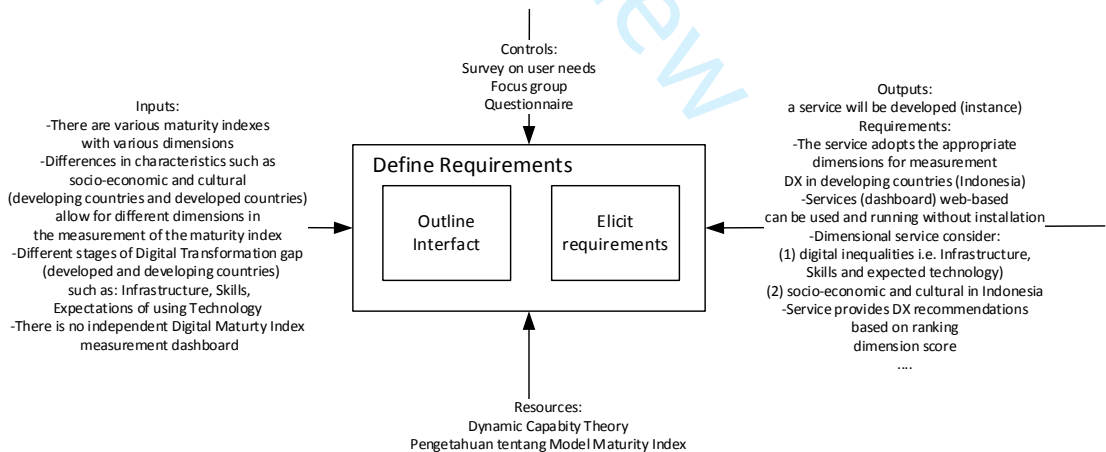 ew
Controls:
Survey on user needs
Focus group
Questionnaire
Inputs:
-There are various maturity indexes
with various dimensions
-Differences in characteristics such as
socio-economic and cultural
(developing countries and developed countries)
allow for different dimensions in
the measurement of the maturity index
-Different stages of Digital Transformation gap
(developed and developing countries)
such as: Infrastructure, Skills,
Expectations of using Technology
-There is no independent Digital Maturty Index
measurement dashboard
Define Requirements
Outline
Interfact
Elicit
requirements
Outputs:
a service will be developed (instance)
Requirements:
-The service adopts the appropriate
dimensions for measurement
DX in developing countries (Indonesia)
-Services (dashboard) web-based
can be used and running without installation
-Dimensional service consider:
(1) digital inequalities i.e. Infrastructure,
Skills and expected technology)
(2) socio-economic and cultural in Indonesia
-Service provides DX recommendations
based on ranking
dimension score
....
Resources:
Dynamic Capabity Theory
Pengetahuan tentang Model Maturity Index